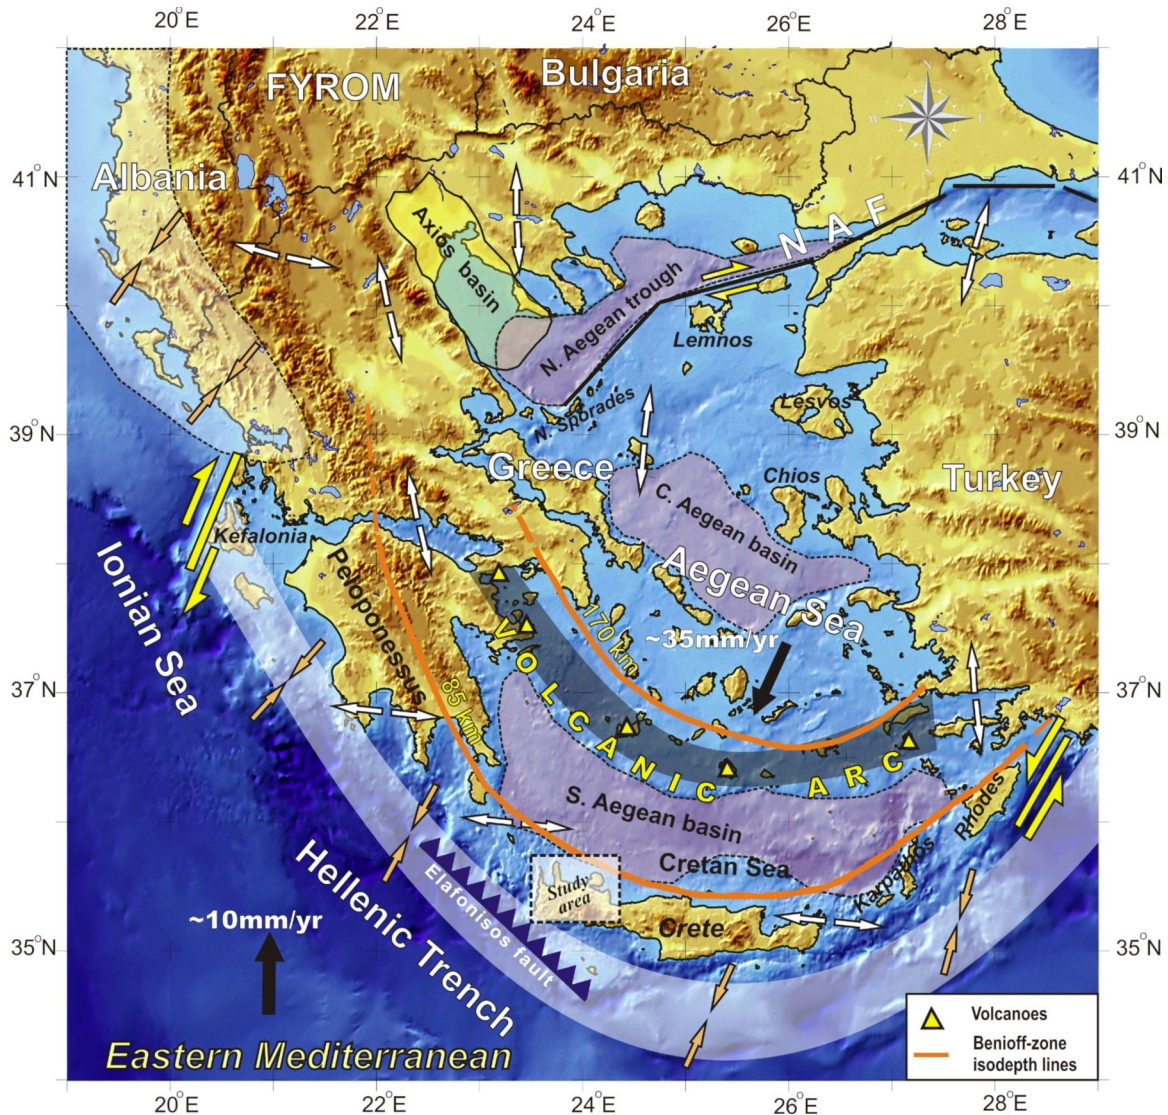 20°E
22°E
24°E
26°E
28°E
FYROM
Bulgaria
41°N
Albania
41°N
Axios
basin
N A F
N. Aegean trough
Lemnos
N. Sporades
Lesvos
39°N
39°N
Greece
Chios
Turkey
C. Aegean basin
Kefalonia
Aegean Sea
Ionian Sea
Peloponessus
~35mm/yr
170 km
VOLCANIC ARC
37°N
37°N
85 km
S. Aegean basin
Cretan Sea
Rhodes
Karpathos
Study
area
Hellenic Trench
Elafonisos fault
~10mm/yr
Crete
35°N
35°N
Eastern Mediterranean
Volcanoes
Benioff-zone
isodepth lines
20°E
22°E
24°E
26°E
28°E